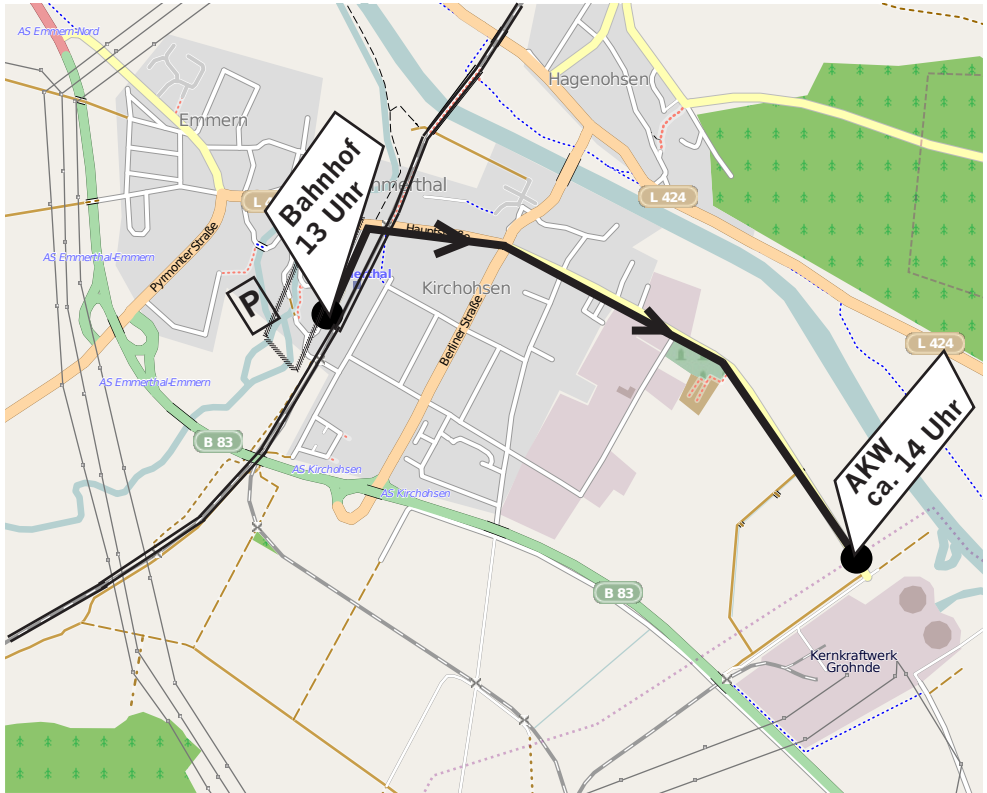 AS Emmern-Nord
Hagenohsen
Emmern
Bahnhof
13 Uhr
mmerthal
L
L 424
Pyrmonter Straße
AS Emmerthal-Emmern
merthal
Kirchohsen
P
Berliner Straße
L 424
AS Emmerthal-Emmern
AKW
ca. 14 Uhr
B 83
AS Kirchohsen
AS Kirchohsen
B 83
Kernkraftwerk
Grohnde